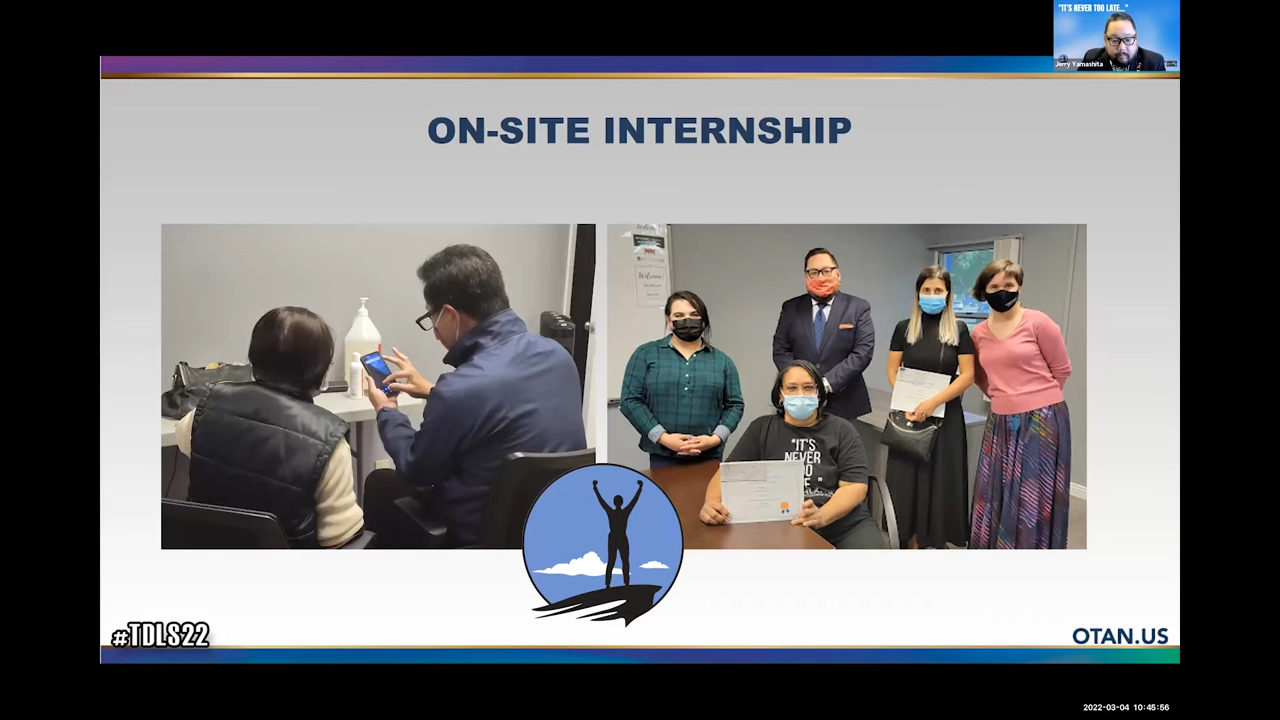 "IT'S NEVER TOO LATE..."
Jerry Yamashita
ON-SITE INTERNSHIP
Welcome!
"IT'S
NEVER
#TDLS22
OTAN.US
2022-03-04 10:45:56